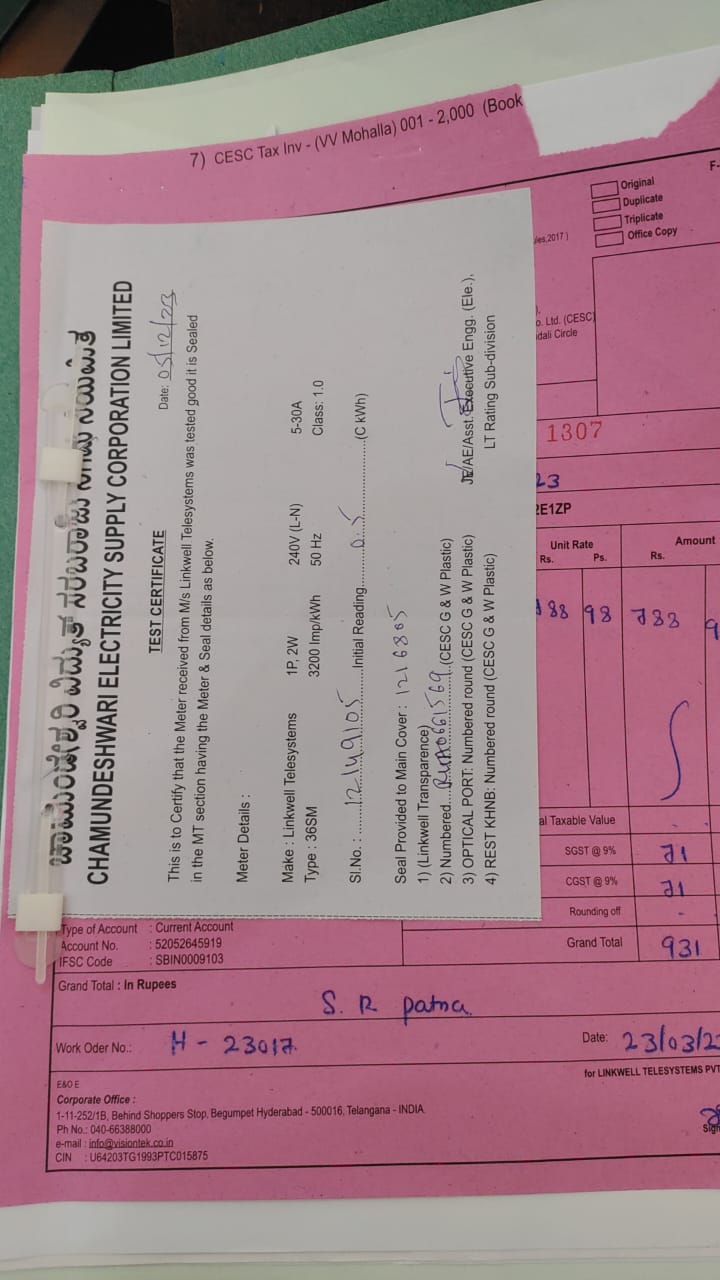 7) CESC Tax Inv - (VV Mohalla) 001 - 2,000 (Book
F-
Original
Duplicate
Triplicate
Office Copy
ules,2017 )
o. Ltd. (CESC)
dali Circle
CHAMUNDESHWARI ELECTRICITY SUPPLY CORPORATION LIMITED
TEST CERTIFICATE
Date: 05/12/23
This is to Certify that the Meter received from M/s Linkwell Telesystems was tested good it is Sealed
in the MT section having the Meter & Seal details as below.
Meter Details :
Make : Linkwell Telesystems 1P, 2W 240V (L-N) 5-30A
Type : 36SM 3200 Imp/kWh 50 Hz Class: 1.0
Sl.No. : 12149105 Initial Reading 0.5 (C kWh)
Seal Provided to Main Cover : 1216805
1) (Linkwell Transparence)
2) Numbered (CESC G & W Plastic)
3) OPTICAL PORT: Numbered round (CESC G & W Plastic)
4) REST KHNB: Numbered round (CESC G & W Plastic)
JE/AE/Asst. Executive Engg. (Ele.),
LT Rating Sub-division
1307
23
2E1ZP
Unit Rate Amount
Rs. Ps. Rs.
188 98 788 9
al Taxable Value
SGST @ 9% 71
CGST @ 9% 71
Rounding off -
Grand Total 931
Type of Account : Current Account
Account No. : 52052645919
IFSC Code : SBIN0009103
Grand Total : In Rupees
S. R patna
Work Oder No.: H - 23017
Date: 23/03/2
for LINKWELL TELESYSTEMS PVT
E&O E
Corporate Office :
1-11-252/1B, Behind Shoppers Stop, Begumpet Hyderabad - 500016, Telangana - INDIA
Ph No.: 040-66388000
e-mail : info@visiontek.co.in
CIN : U64203TG1993PTC015875
Sign